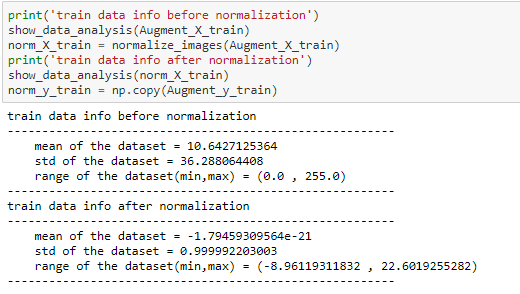 print('train data info before normalization')
show_data_analysis(Augment_X_train)
norm_X_train = normalize_images(Augment_X_train)
print('train data info after normalization')
show_data_analysis(norm_X_train)
norm_y_train = np.copy(Augment_y_train)
train data info before normalization
--------------------------------------------------------
mean of the dataset = 10.6427125364
std of the dataset = 36.288064408
range of the dataset(min,max) = (0.0 , 255.0)
--------------------------------------------------------
train data info after normalization
--------------------------------------------------------
mean of the dataset = -1.79459309564e-21
std of the dataset = 0.999992203003
range of the dataset(min,max) = (-8.96119311832 , 22.6019255282)
--------------------------------------------------------